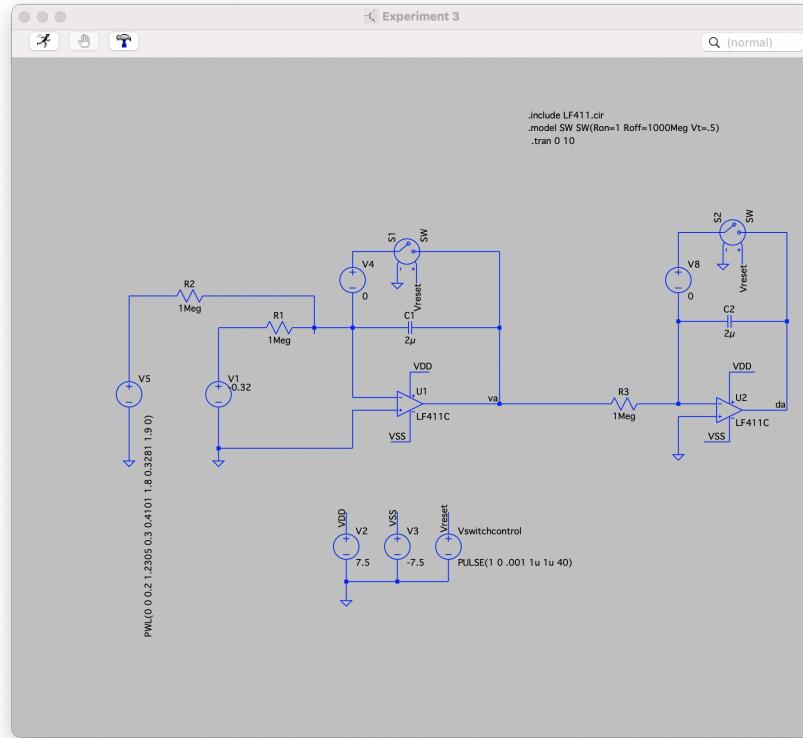 Experiment 3
(normal)
.include LF411.cir
.model SW SW(Ron=1 Roff=1000Meg Vt=.5)
.tran 0 10
S1
SW
S2
SW
V4
0
Vreset
V8
0
Vreset
R2
1Meg
R1
1Meg
C1
2µ
C2
2µ
VS
V1
-0.32
VDD
U1
LF411C
VSS
va
R3
1Meg
VDD
U2
LF411C
VSS
da
PWL(0 0 0.2 1.2305 0.3 0.4101 1.8 0.3281 1.9 0)
VDD
V2
7.5
VSS
V3
-7.5
Vreset
Vswitchcontrol
PULSE(1 0 .001 1u 1u 40)